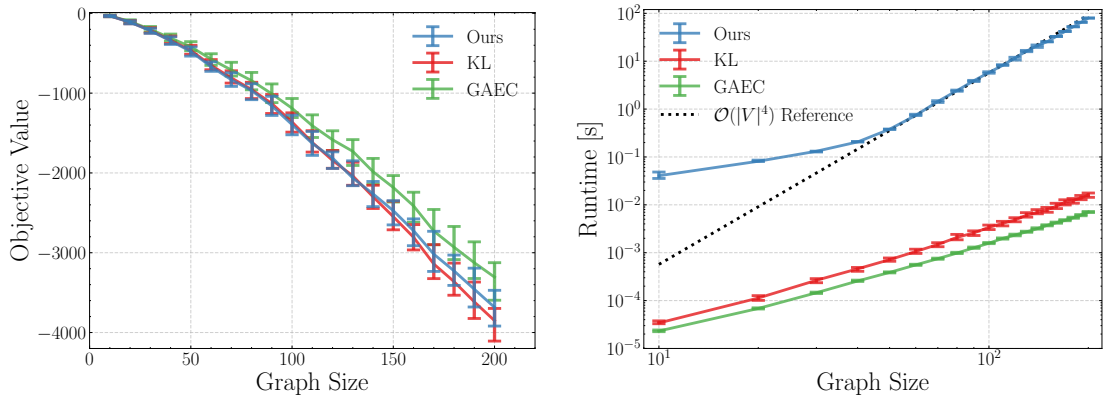 0
−1000
−2000
−3000
−4000
Objective Value
0
50
100
150
200
Graph Size
Ours
KL
GAEC
10^2
10^1
10^0
10^−1
10^−2
10^−3
10^−4
10^−5
Runtime [s]
10^1
10^2
Graph Size
Ours
KL
GAEC
𝒪(|V|^4) Reference